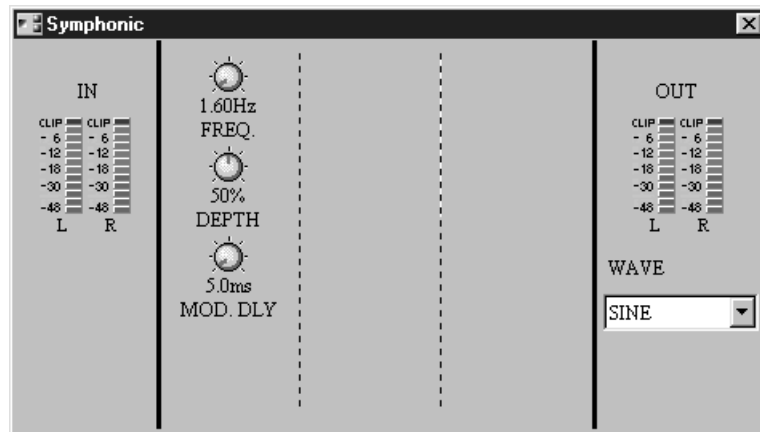 Symphonic
IN
CLIP CLIP
- 6 - 6
-12 -12
-18 -18
-30 -30
-48 -48
L R
1.60Hz
FREQ.
50%
DEPTH
5.0ms
MOD. DLY
OUT
CLIP CLIP
- 6 - 6
-12 -12
-18 -18
-30 -30
-48 -48
L R
WAVE
SINE